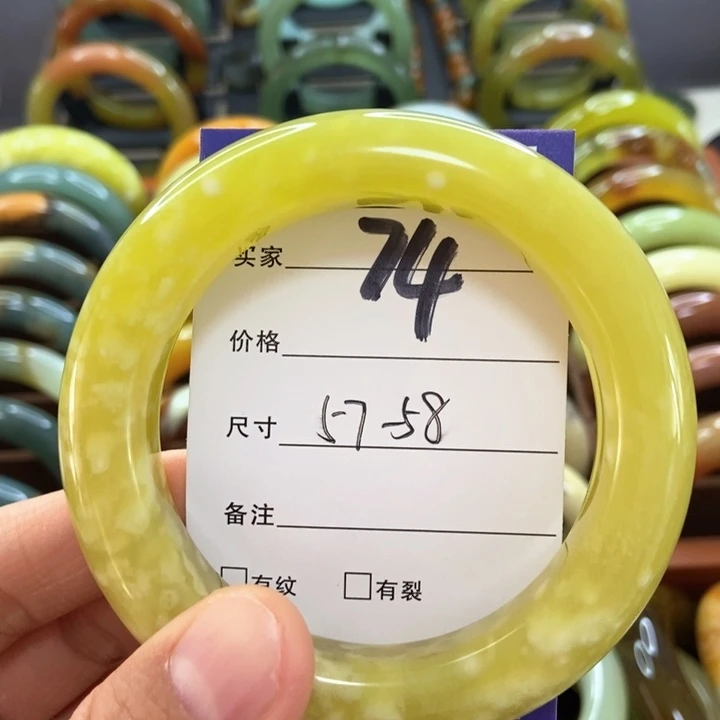 买家 74
价格
尺寸 57-58
备注
□有纹 □有裂